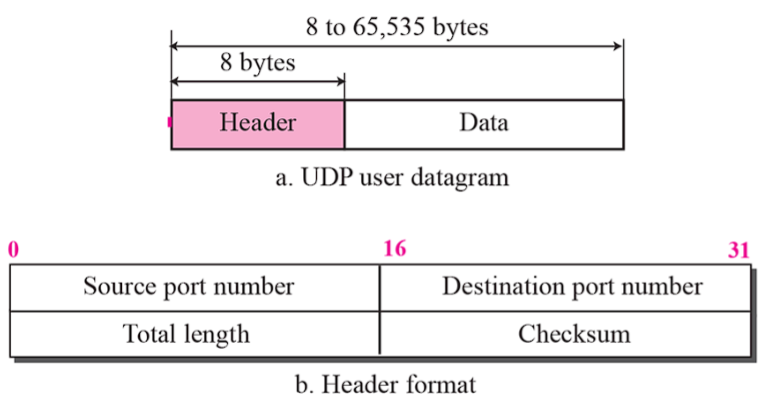 8 to 65,535 bytes
8 bytes
Header Data
a. UDP user datagram
0 16 31
Source port number Destination port number
Total length Checksum
b. Header format